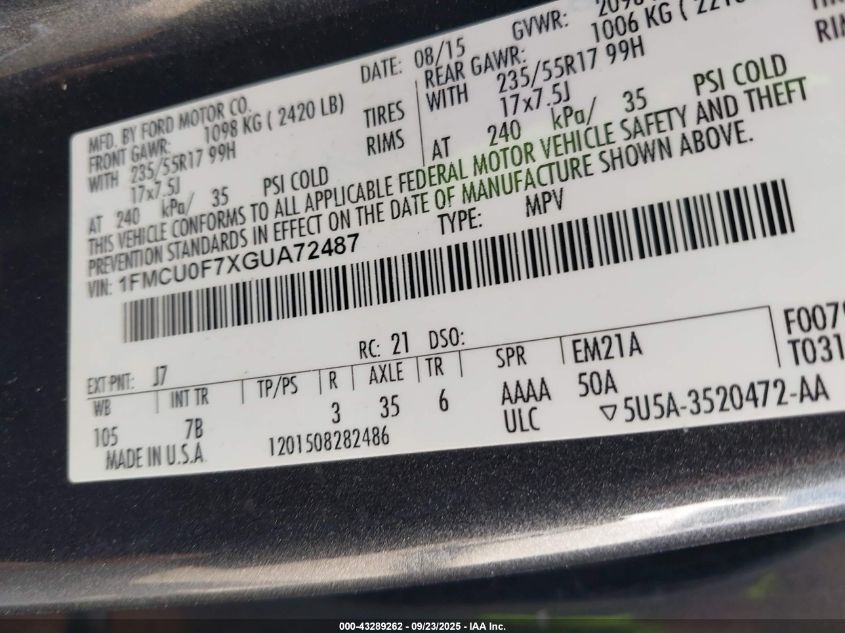 MFD. BY FORD MOTOR CO.
DATE: 08/15
GVWR:
FRONT GAWR: 1098 KG ( 2420 LB)
REAR GAWR: 1006 KG
WITH 235/55R17 99H TIRES
WITH 235/55R17 99H
17x7.5J RIMS
17x7.5J
AT 240 kPa/ 35 PSI COLD
AT 240 kPa/ 35 PSI COLD
THIS VEHICLE CONFORMS TO ALL APPLICABLE FEDERAL MOTOR VEHICLE SAFETY AND THEFT
PREVENTION STANDARDS IN EFFECT ON THE DATE OF MANUFACTURE SHOWN ABOVE.
VIN: 1FMCU0F7XGUA72487
TYPE: MPV
RC: 21 DSO:
EXT PNT: J7
WB INT TR TP/PS R AXLE TR SPR EM21A
105 7B 3 35 6 AAAA 50A
ULC ▽5U5A-3520472-AA
MADE IN U.S.A. 1201508282486
000-43289262 - 09/23/2025 - IAA Inc.